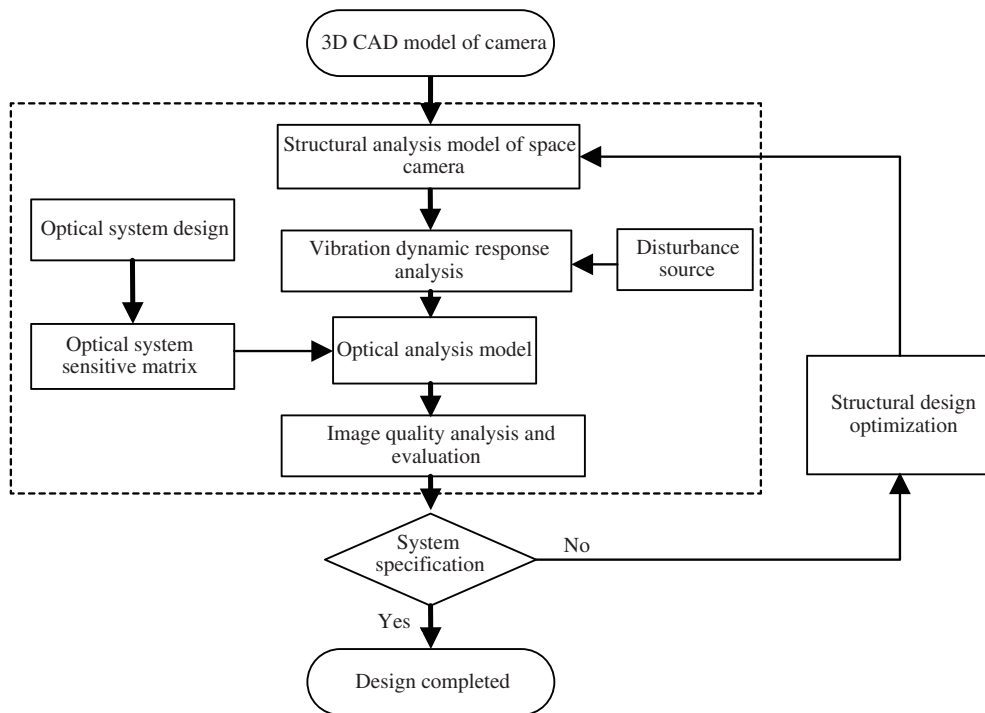 3D CAD model of camera
Structural analysis model of space
camera
Optical system design
Vibration dynamic response
analysis
Disturbance
source
Optical system
sensitive matrix
Optical analysis model
Structural design
optimization
Image quality analysis and
evaluation
System
specification
No
Yes
Design completed